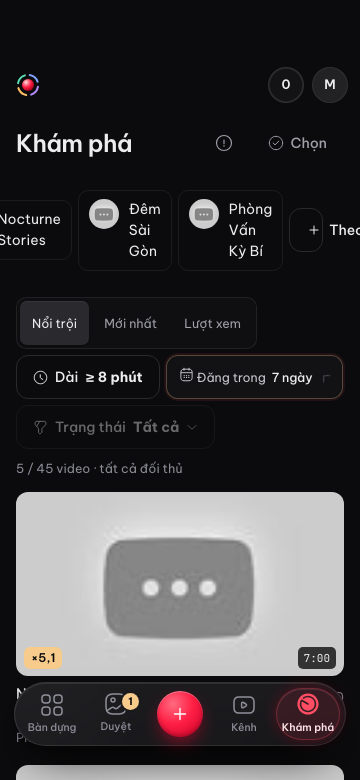 0 M
Khám phá
Chọn
Nocturne
Stories
Đêm
Sài
Gòn
Phòng
Vấn
Kỳ Bí
+ Theo
Nổi trội Mới nhất Lượt xem
Dài ≥ 8 phút
Đăng trong 7 ngày
Trạng thái Tất cả
5 / 45 video · tất cả đối thủ
×5,1
7:00
Bản dựng
Duyệt 1
Kênh
Khám phá